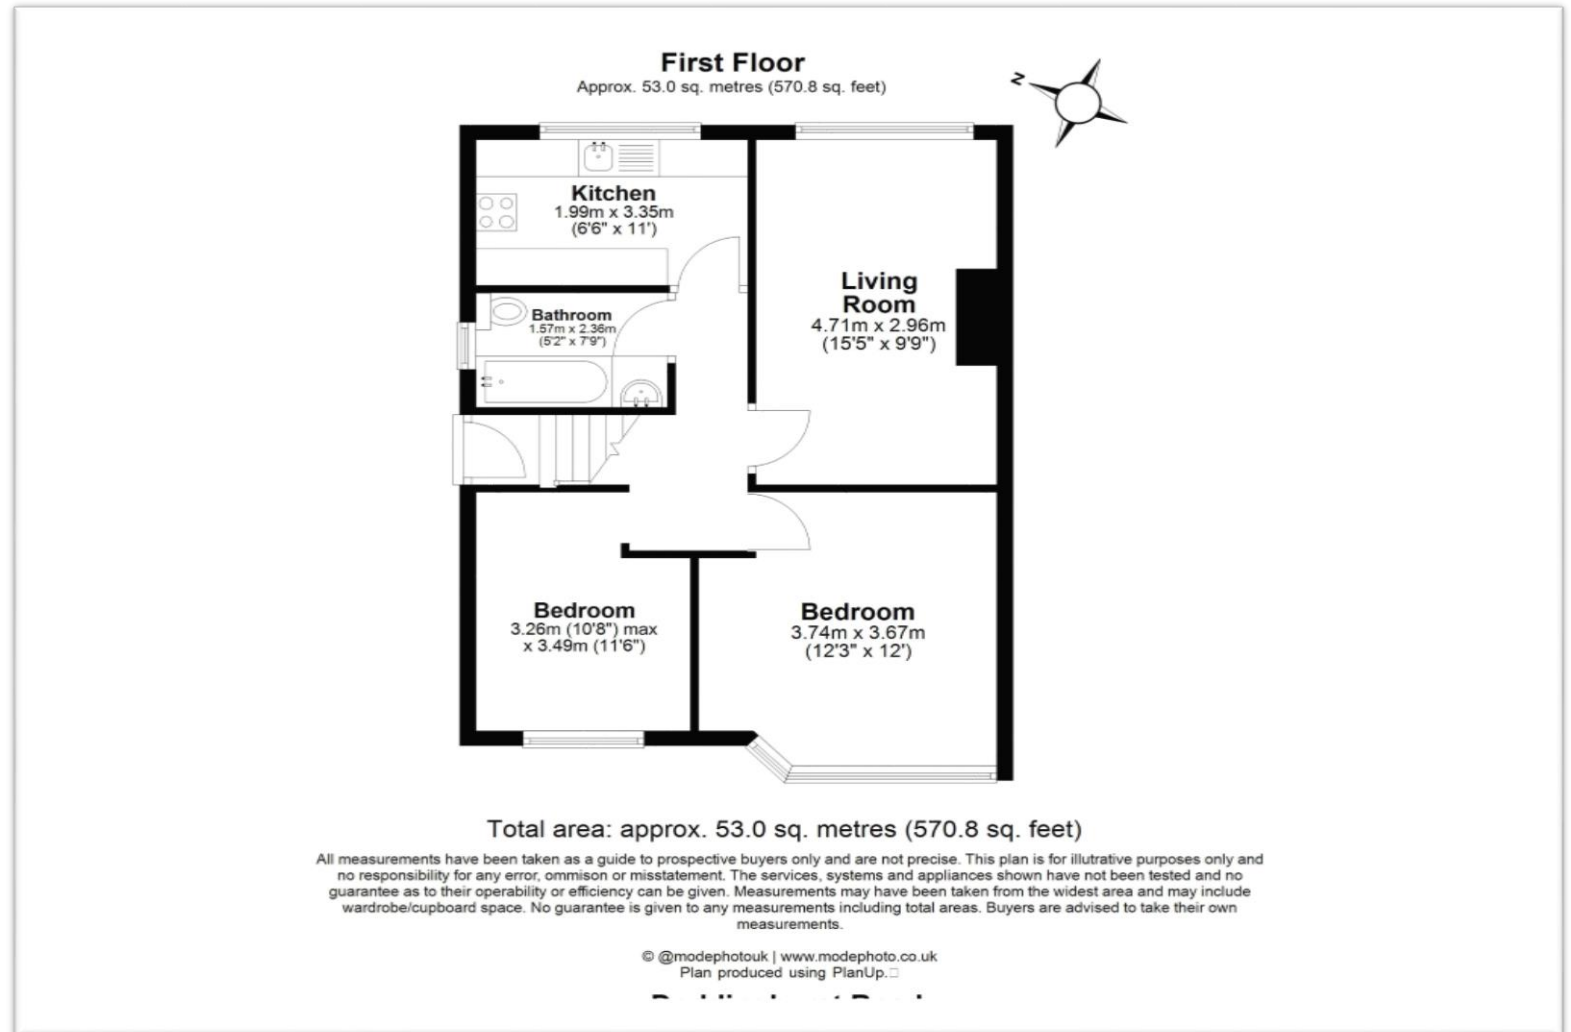 First Floor
Approx. 53.0 sq. metres (570.8 sq. feet)
N
Kitchen
1.99m x 3.35m
(6'6" x 11')
Living
Room
4.71m x 2.96m
(15'5" x 9'9")
Bathroom
1.57m x 2.36m
(5'2" x 7'9")
Bedroom
3.26m (10'8") max
x 3.49m (11'6")
Bedroom
3.74m x 3.67m
(12'3" x 12')
Total area: approx. 53.0 sq. metres (570.8 sq. feet)
All measurements have been taken as a guide to prospective buyers only and are not precise. This plan is for illutrative purposes only and
no responsibility for any error, ommison or misstatement. The services, systems and appliances shown have not been tested and no
guarantee as to their operability or efficiency can be given. Measurements may have been taken from the widest area and may include
wardrobe/cupboard space. No guarantee is given to any measurements including total areas. Buyers are advised to take their own
measurements.
© @modephotouk | www.modephoto.co.uk
Plan produced using PlanUp.